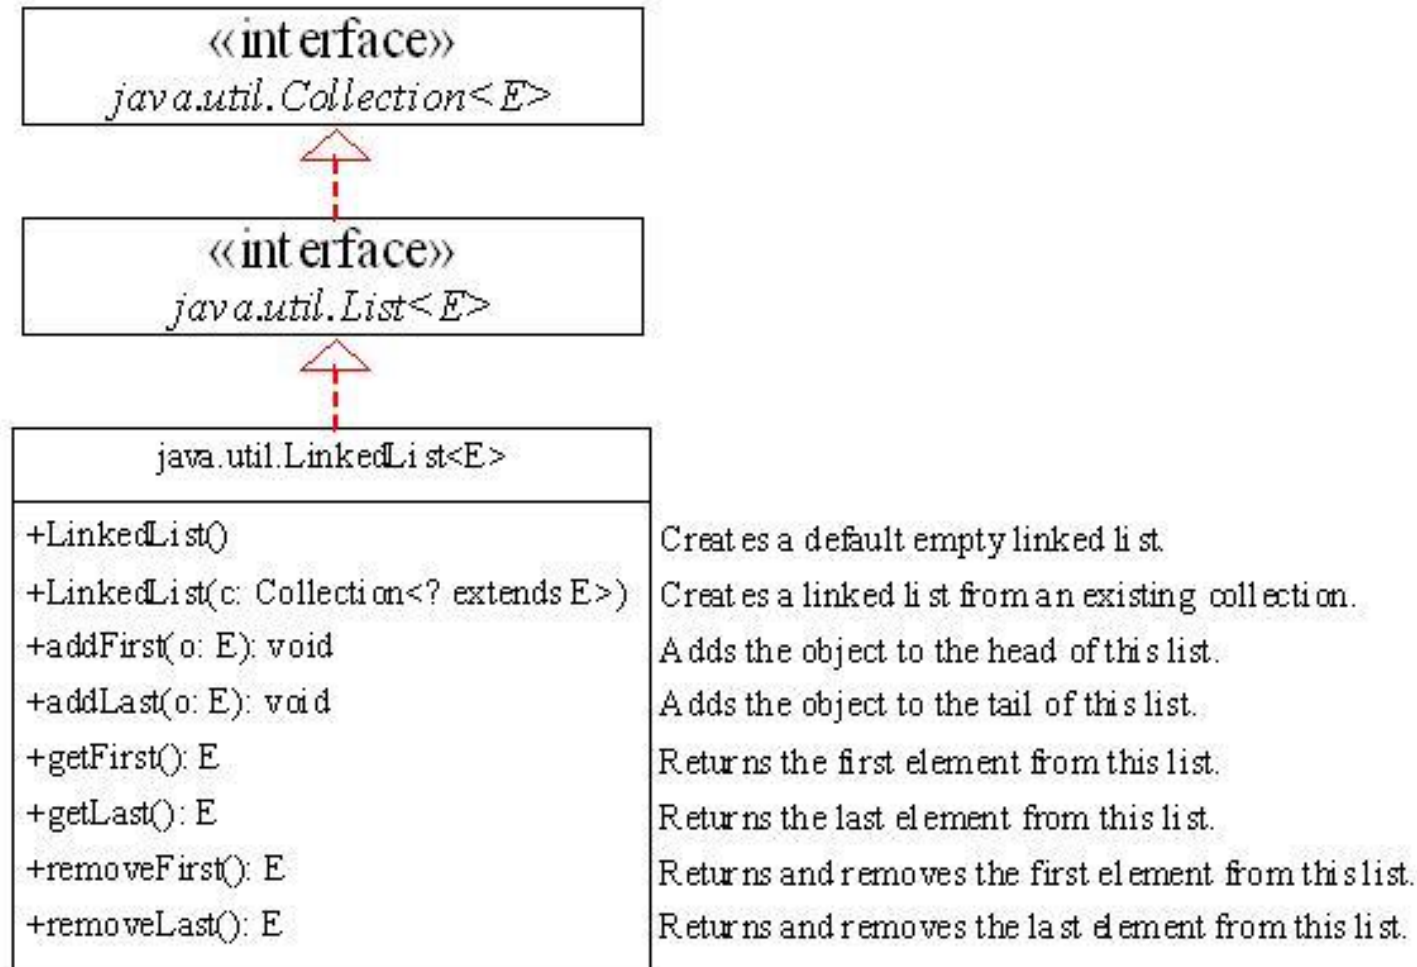 «interface»
java.util.Collection<E>
«interface»
java.util.List<E>
java.util.LinkedList<E>
+LinkedList()
Creates a default empty linked list.
+LinkedList(c: Collection<? extends E>)
Creates a linked list from an existing collection.
+addFirst(o: E): void
Adds the object to the head of this list.
+addLast(o: E): void
Adds the object to the tail of this list.
+getFirst(): E
Returns the first element from this list.
+getLast(): E
Returns the last element from this list.
+removeFirst(): E
Returns and removes the first element from this list.
+removeLast(): E
Returns and removes the last element from this list.